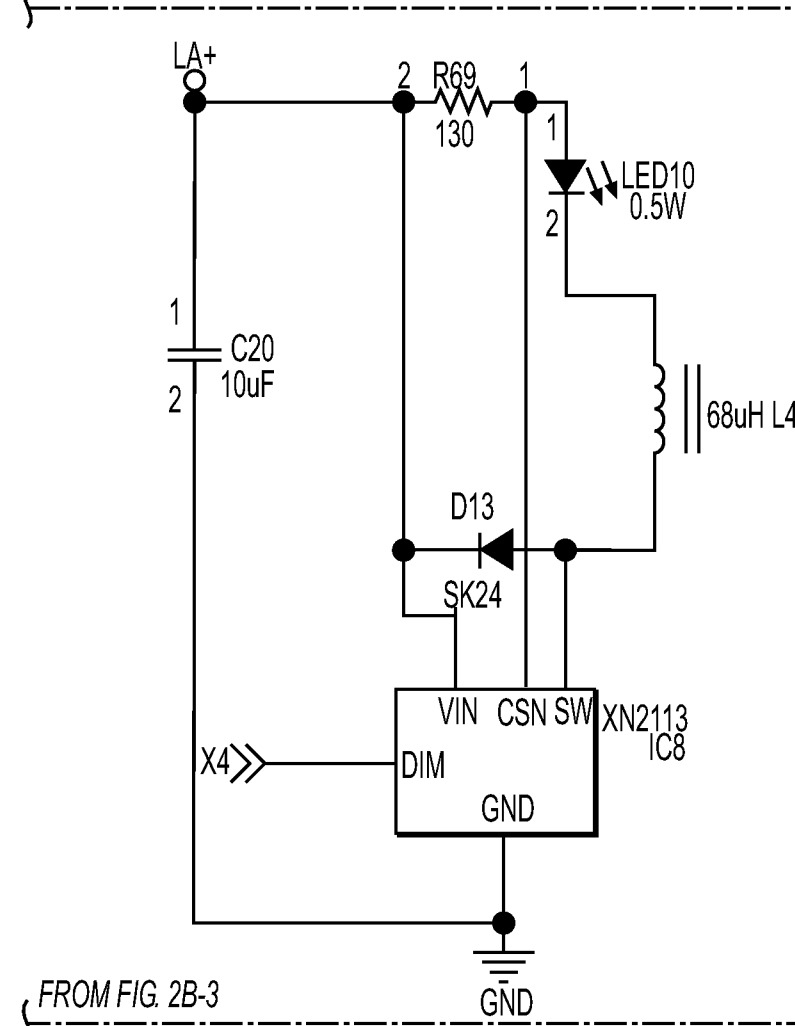 LA+
2 R69 1
130
1
LED10
0.5W
2
1
C20
10uF
2
68uH L4
D13
SK24
VIN CSN SW
XN2113
IC8
X4
DIM
GND
FROM FIG. 2B-3
GND